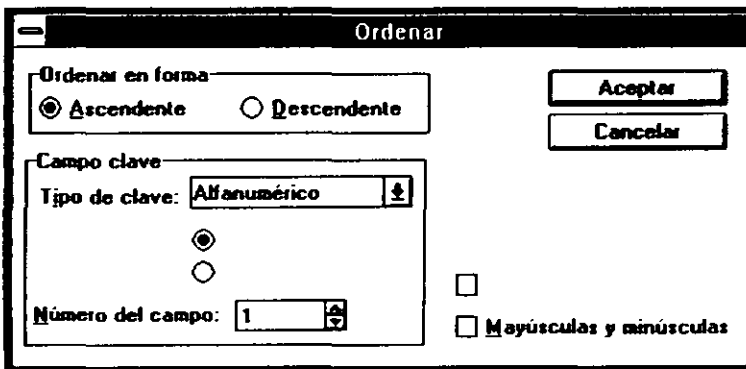 Ordenar
Ordenar en forma
Ascendente Descendente
Aceptar
Cancelar
Campo clave
Tipo de clave: Alfanumérico
Número del campo: 1
Mayúsculas y minúsculas